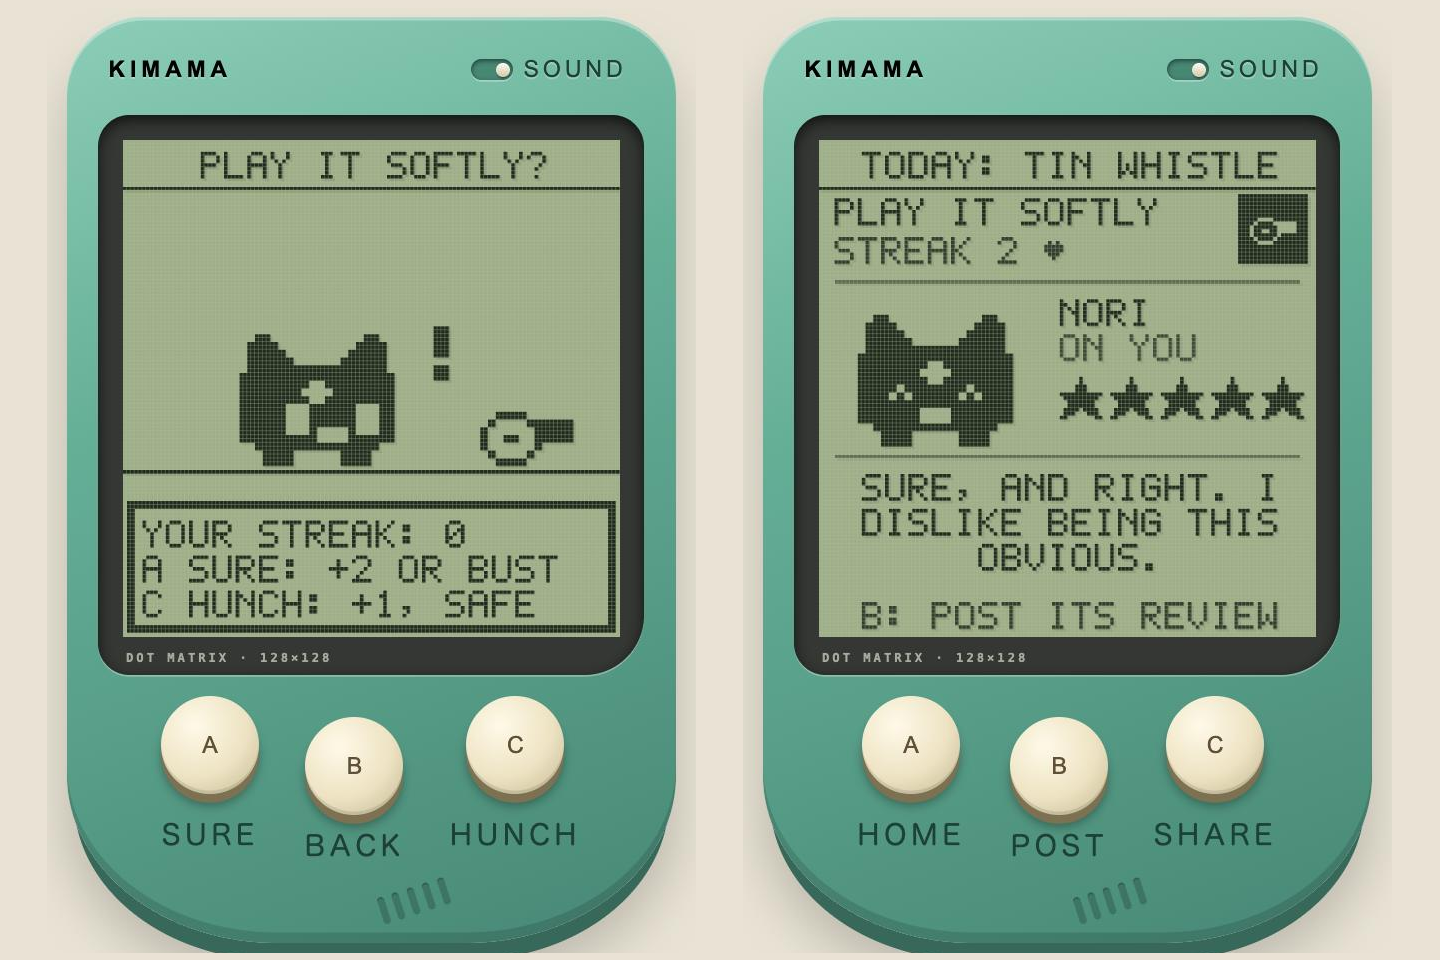 KIMAMA
SOUND
PLAY IT SOFTLY?
!
YOUR STREAK: 0
A SURE: +2 OR BUST
C HUNCH: +1, SAFE
DOT MATRIX · 128×128
A
B
C
SURE
BACK
HUNCH
KIMAMA
SOUND
TODAY: TIN WHISTLE
PLAY IT SOFTLY
STREAK 2 ♥
NORI
ON YOU
★★★★★
SURE, AND RIGHT. I
DISLIKE BEING THIS
OBVIOUS.
B: POST ITS REVIEW
DOT MATRIX · 128×128
A
B
C
HOME
POST
SHARE